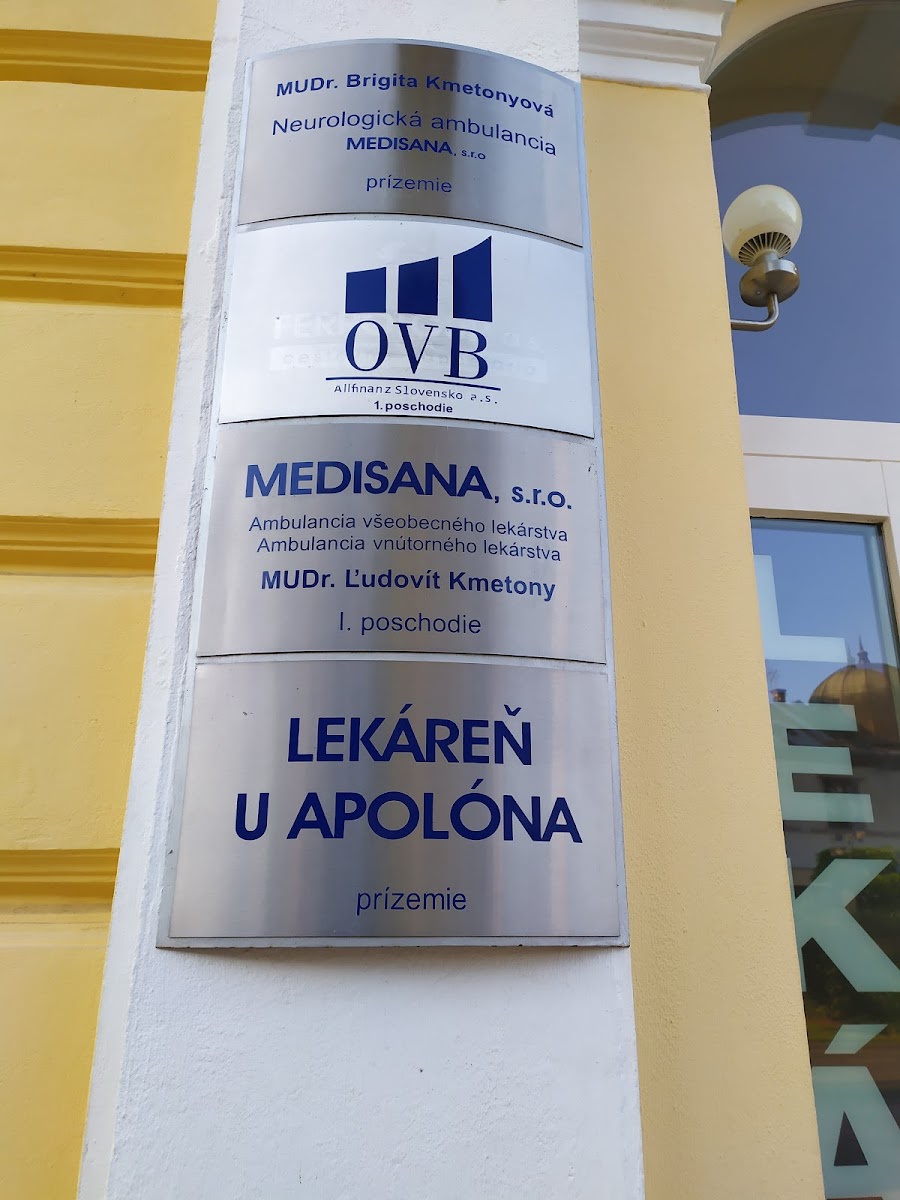 MUDr. Brigita Kmetonyová
Neurologická ambulancia
MEDISANA, s.r.o
prízemie
OVB
Allfinanz Slovensko a.s.
1. poschodie
MEDISANA, s.r.o.
Ambulancia všeobecného lekárstva
Ambulancia vnútorného lekárstva
MUDr. Ľudovít Kmetony
I. poschodie
LEKÁREŇ
U APOLÓNA
prízemie
L
E
K
Á